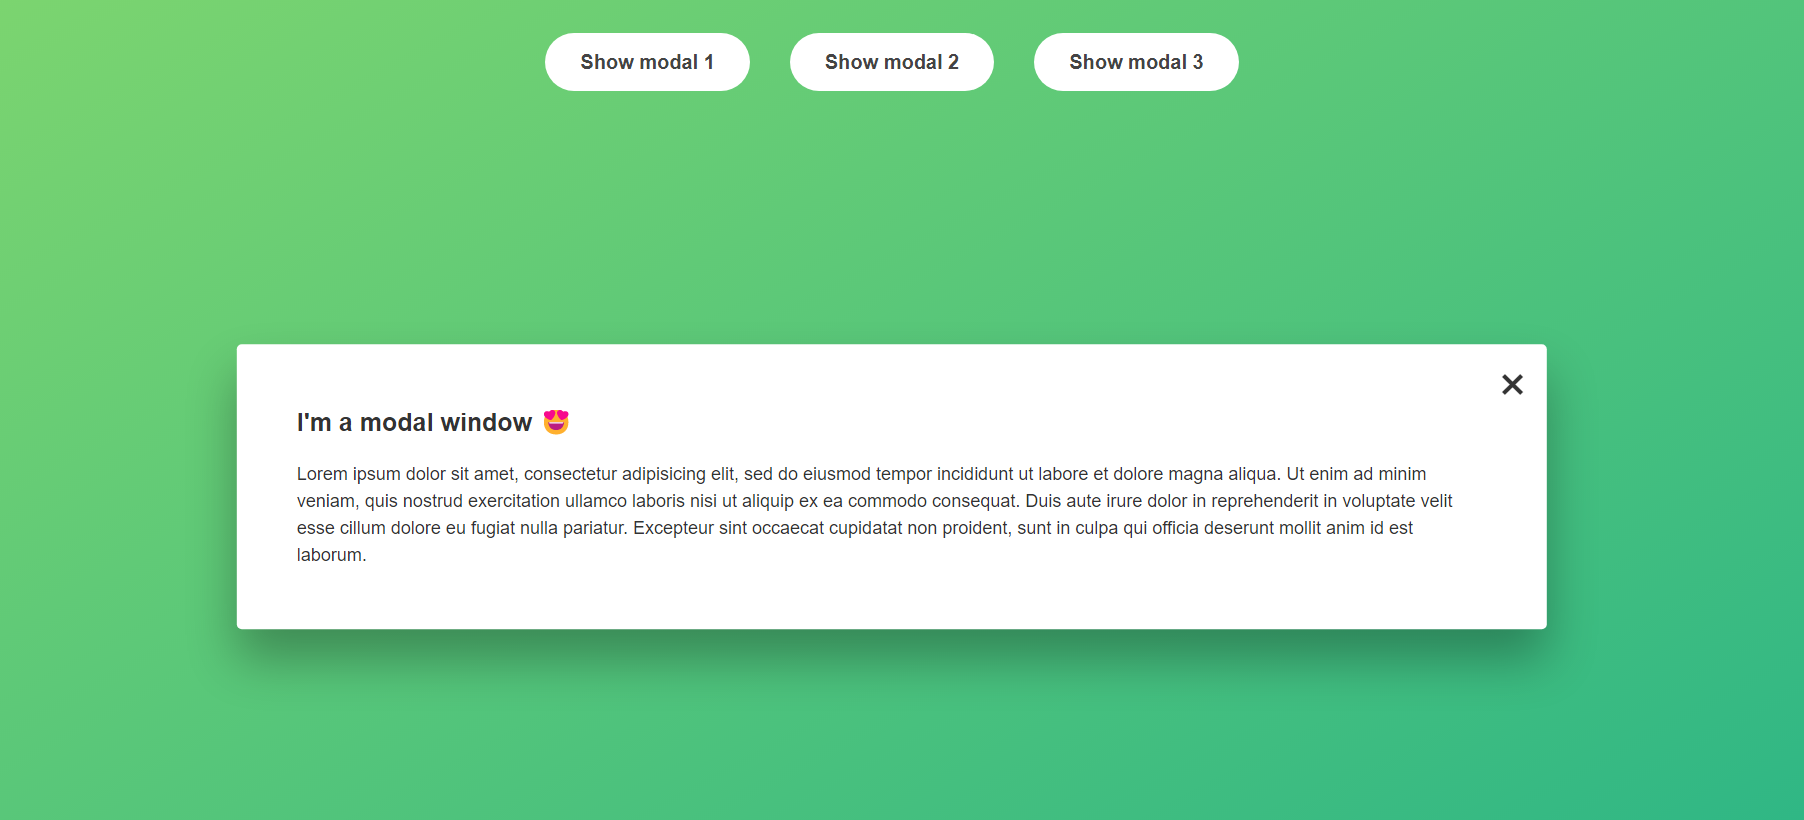 Show modal 1 Show modal 2 Show modal 3
×
I'm a modal window 😍
Lorem ipsum dolor sit amet, consectetur adipisicing elit, sed do eiusmod tempor incididunt ut labore et dolore magna aliqua. Ut enim ad minim
veniam, quis nostrud exercitation ullamco laboris nisi ut aliquip ex ea commodo consequat. Duis aute irure dolor in reprehenderit in voluptate velit
esse cillum dolore eu fugiat nulla pariatur. Excepteur sint occaecat cupidatat non proident, sunt in culpa qui officia deserunt mollit anim id est
laborum.